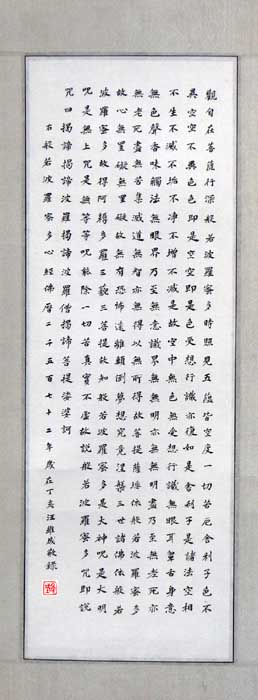 觀自在菩薩行深般若波羅蜜多時照見五蘊皆空度一切苦厄舍利子色不
異空空不異色色即是空空即是色受想行識亦復如是舍利子是諸法空相
不生不滅不垢不净不增不減是故空中無色無受想行識無眼耳鼻舌身意
無色聲香味觸法無眼界乃至無意識界無無明亦無無明盡乃至無老死亦
無老死盡無苦集滅道無智亦無得以無所得故菩提薩埵依般若波羅蜜多
故心無罣礙無罣礙故無有恐怖遠離顛倒夢想究竟涅槃三世諸佛依般若
波羅蜜多故得阿耨多羅三藐三菩提故知般若波羅蜜多是大神咒是大明
咒是無上咒是無等等咒能除一切苦真實不虛故說般若波羅蜜多咒即說
咒曰揭諦揭諦波羅揭諦波羅僧揭諦菩提娑婆訶
右般若波羅蜜多心經佛曆二千五百七十二年歲在丁亥汪維成敬錄